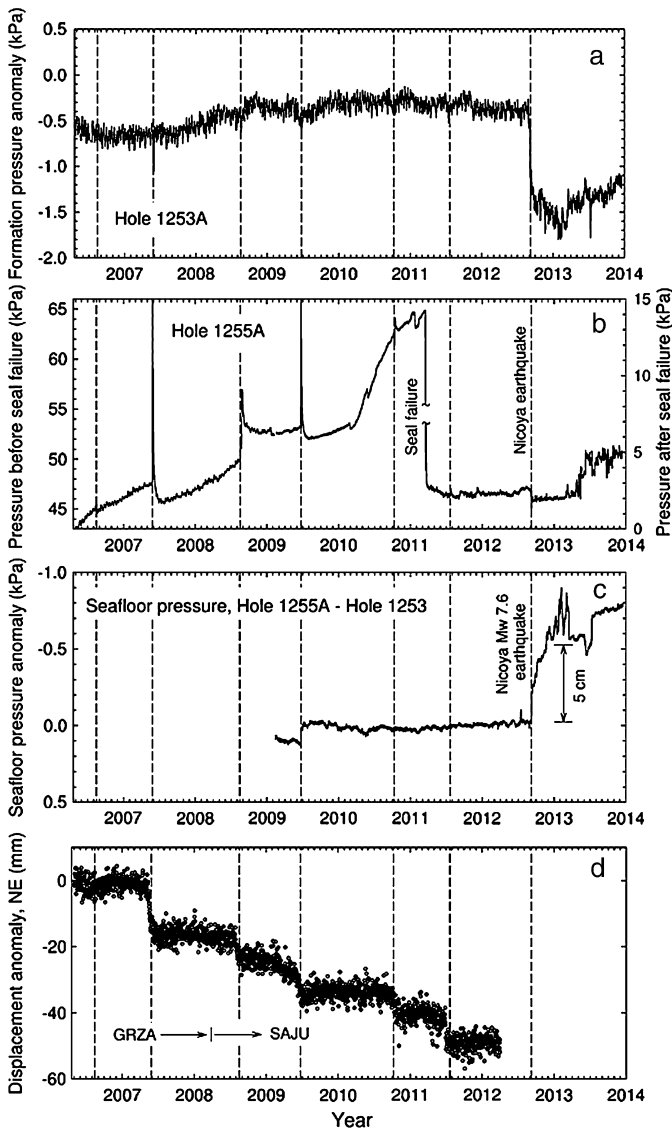 Formation pressure anomaly (kPa)
0.5
0.0
-0.5
-1.0
-1.5
-2.0
a
Hole 1253A
2007 2008 2009 2010 2011 2012 2013 2014
Pressure before seal failure (kPa)
65
60
55
50
45
b
Hole 1255A
Seal failure
Nicoya earthquake
15
10
5
0
Pressure after seal failure (kPa)
2007 2008 2009 2010 2011 2012 2013 2014
Seafloor pressure anomaly (kPa)
-1.0
-0.5
0.0
0.5
c
Seafloor pressure, Hole 1255A - Hole 1253
Nicoya Mw 7.6
earthquake
5 cm
2007 2008 2009 2010 2011 2012 2013 2014
Displacement anomaly, NE (mm)
0
-20
-40
-60
d
GRZA
SAJU
2007 2008 2009 2010 2011 2012 2013 2014
Year